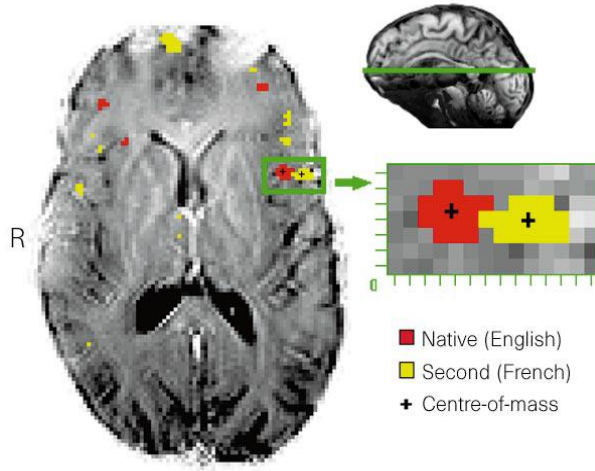 R
0
Native (English)
Second (French)
Centre-of-mass